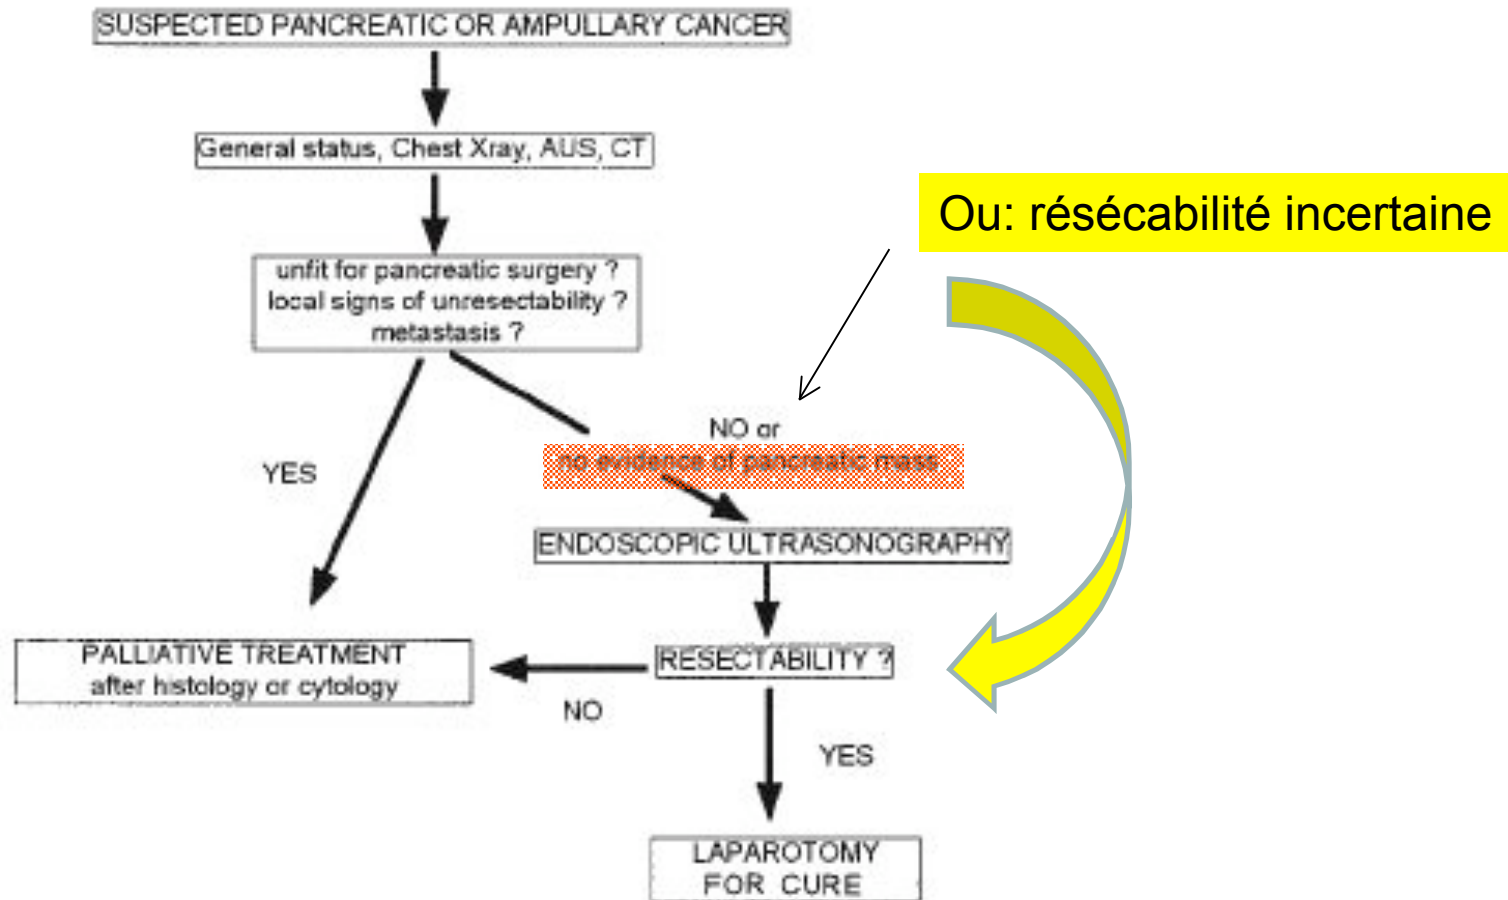 SUSPECTED PANCREATIC OR AMPULLARY CANCER
General status, Chest Xray, AUS, CT
Ou: résécabilité incertaine
unfit for pancreatic surgery ?
local signs of unresectability ?
metastasis ?
NO or
no evidence of pancreatic mass
YES
ENDOSCOPIC ULTRASONOGRAPHY
PALLIATIVE TREATMENT
after histology or cytology
RESECTABILITY ?
NO
YES
LAPAROTOMY
FOR CURE